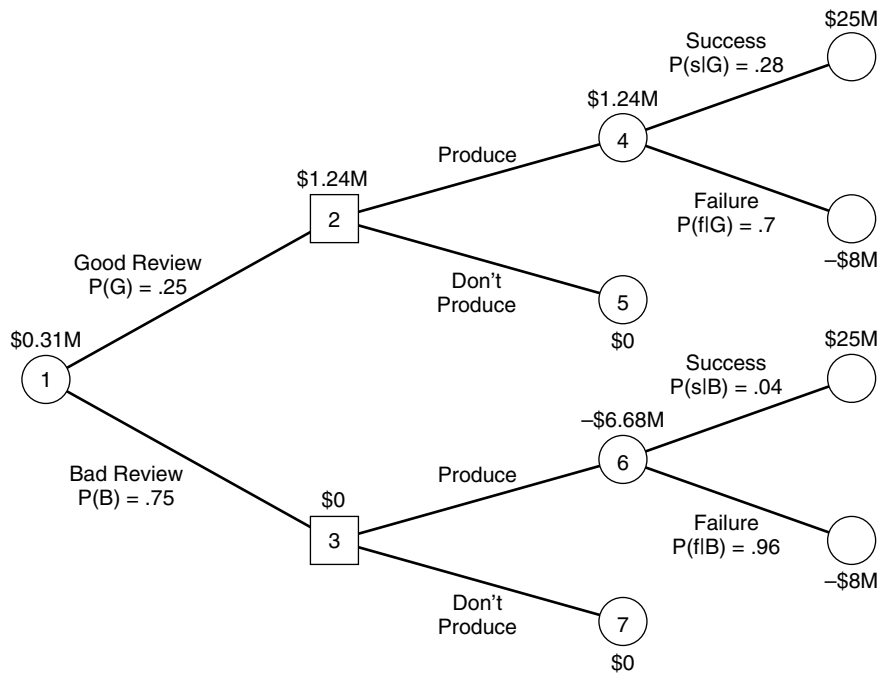 $25M
Success
P(s|G) = .28
$1.24M
4
Produce
Failure
P(f|G) = .7
–$8M
$1.24M
2
Good Review
P(G) = .25
Don't
Produce
5
$0
$0.31M
1
$25M
Success
P(s|B) = .04
–$6.68M
6
Bad Review
P(B) = .75
Produce
$0
3
Failure
P(f|B) = .96
–$8M
Don't
Produce
7
$0